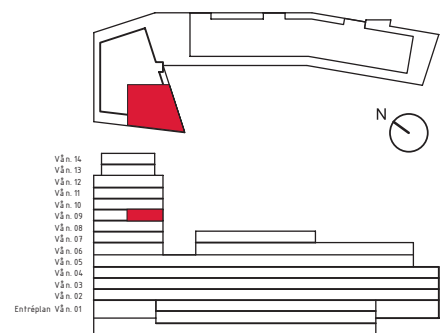 N
Vån. 14
Vån. 13
Vån. 12
Vån. 11
Vån. 10
Vån. 09
Vån. 08
Vån. 07
Vån. 06
Vån. 05
Vån. 04
Vån. 03
Vån. 02
Entréplan Vån. 01